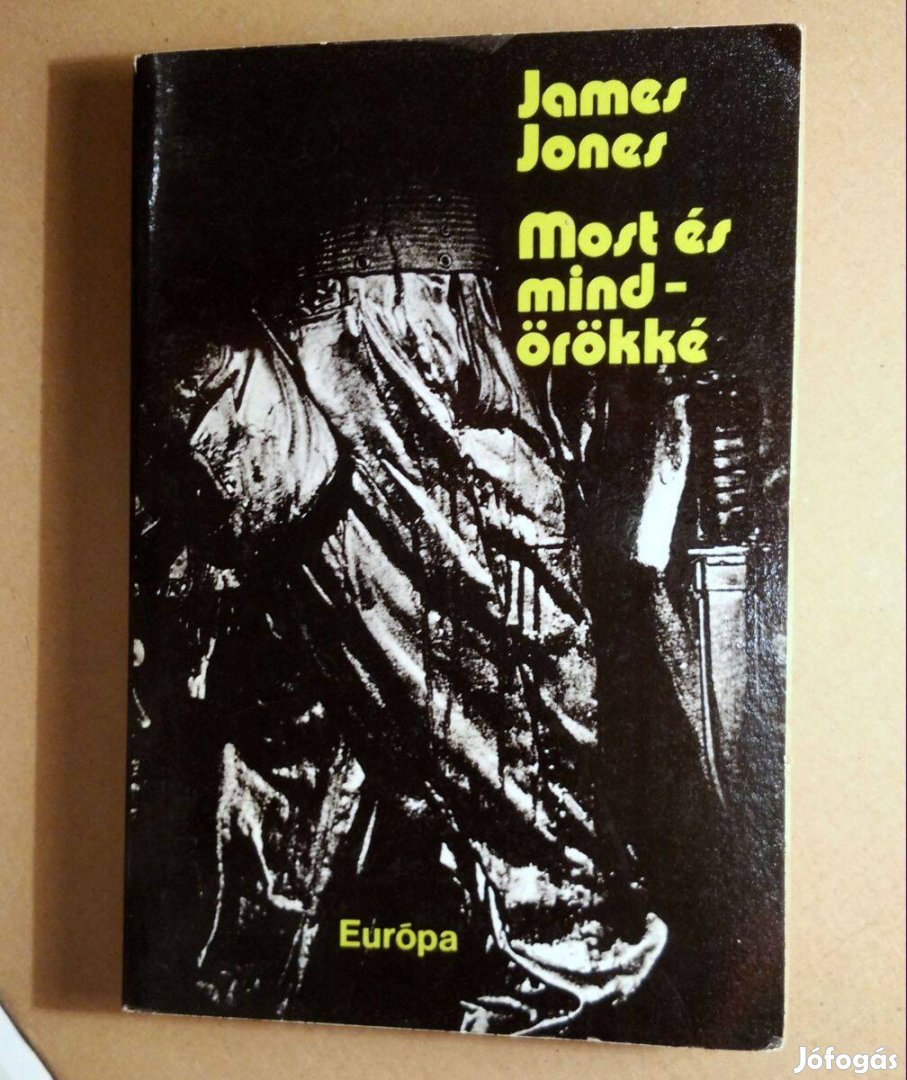 James
Jones
Most és
mind-
örökké
Európa
Jófogás